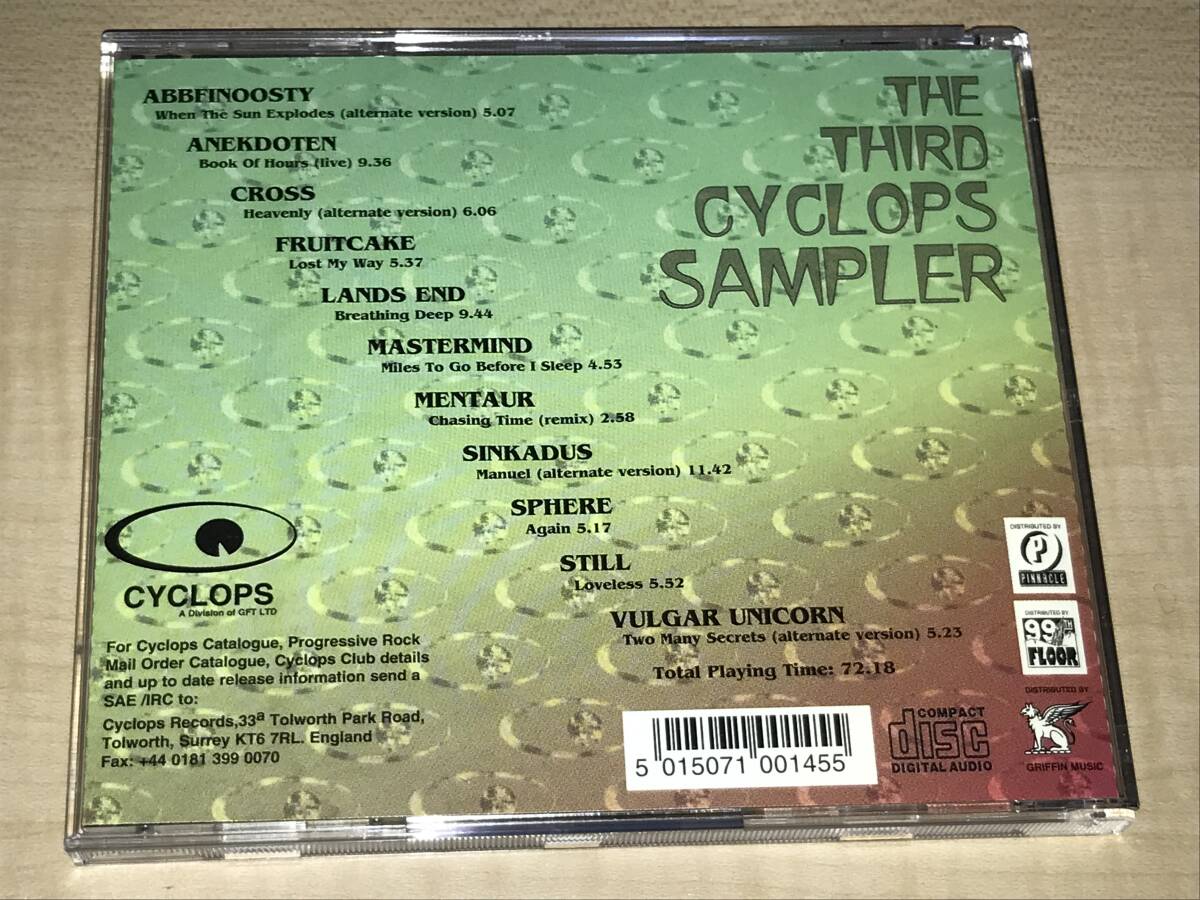 THE
THIRD
CYCLOPS
SAMPLER
ABBFINOOSTY
When The Sun Explodes (alternate version) 5.07
ANEKDOTEN
Book Of Hours (live) 9.36
CROSS
Heavenly (alternate version) 6.06
FRUITCAKE
Lost My Way 5.37
LANDS END
Breathing Deep 9.44
MASTERMIND
Miles To Go Before I Sleep 4.53
MENTAUR
Chasing Time (remix) 2.58
SINKADUS
Manuel (alternate version) 11.42
SPHERE
Again 5.17
STILL
Loveless 5.52
VULGAR UNICORN
Two Many Secrets (alternate version) 5.23
Total Playing Time: 72.18
CYCLOPS
A Division of GFT LTD
For Cyclops Catalogue, Progressive Rock
Mail Order Catalogue, Cyclops Club details
and up to date release information send a
SAE /IRC to:
Cyclops Records,33a Tolworth Park Road,
Tolworth, Surrey KT6 7RL. England
Fax: +44 0181 399 0070
5 015071 001455
COMPACT
disc
DIGITAL AUDIO
DISTRIBUTED BY
P
PINNACLE
DISTRIBUTED BY
99TH
FLOOR
DISTRIBUTED BY
GRIFFIN MUSIC